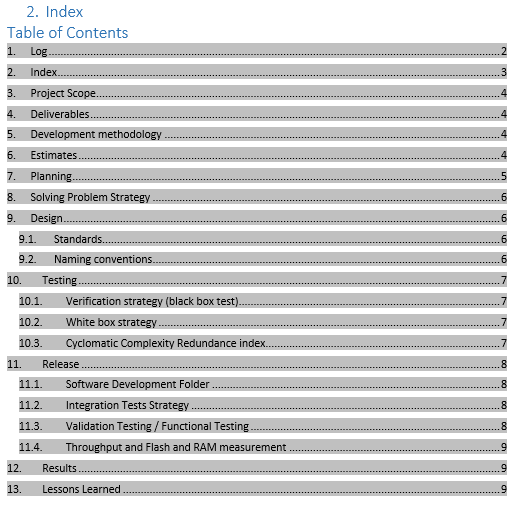 2. Index
Table of Contents
1. Log 2
2. Index 3
3. Project Scope 4
4. Deliverables 4
5. Development methodology 4
6. Estimates 4
7. Planning 5
8. Solving Problem Strategy 6
9. Design 6
9.1. Standards 6
9.2. Naming conventions 6
10. Testing 7
10.1. Verification strategy (black box test) 7
10.2. White box strategy 7
10.3. Cyclomatic Complexity Redundance index 7
11. Release 8
11.1. Software Development Folder 8
11.2. Integration Tests Strategy 8
11.3. Validation Testing / Functional Testing 8
11.4. Throughput and Flash and RAM measurement 9
12. Results 9
13. Lessons Learned 9